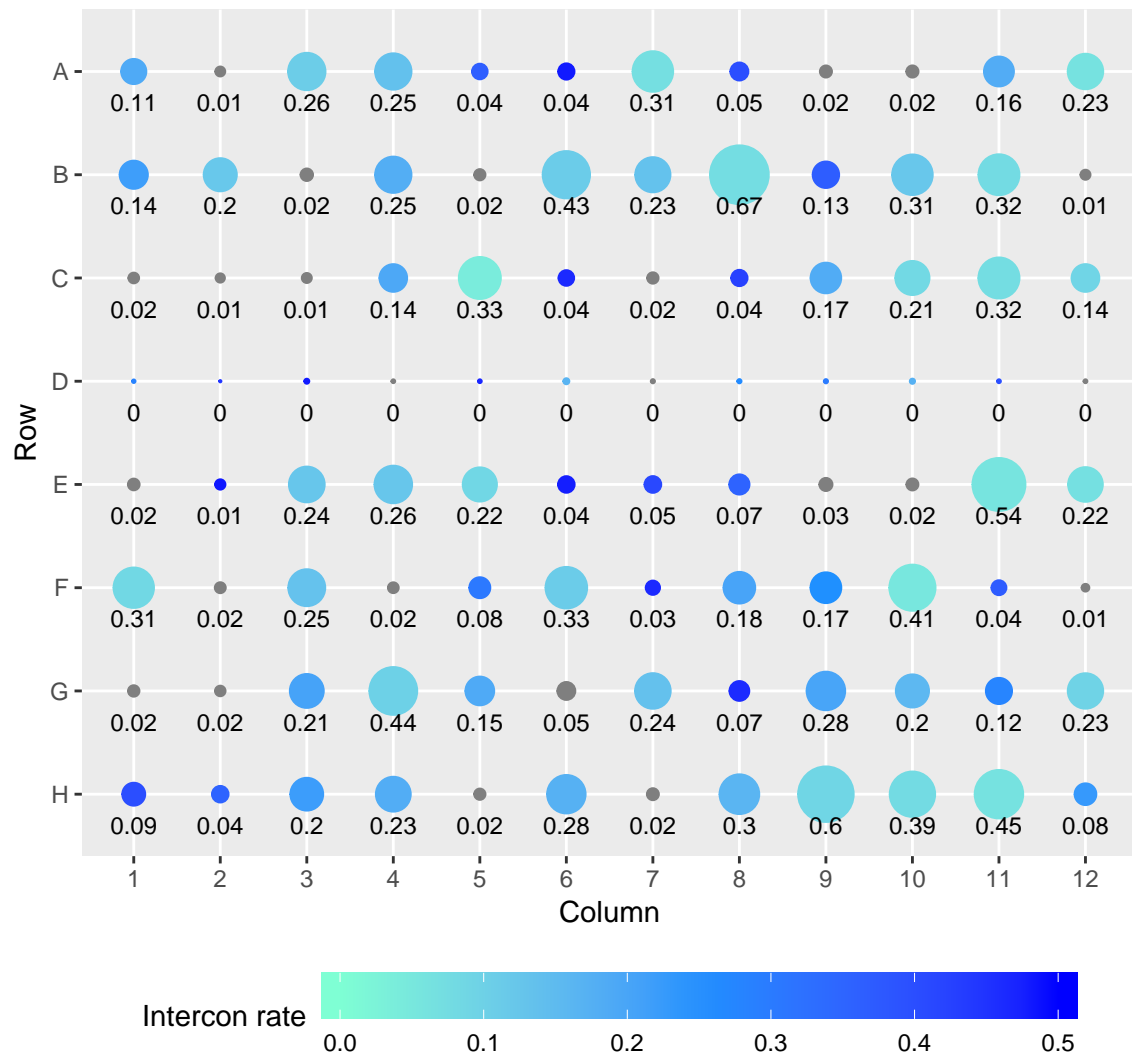 A
0.11 0.01 0.26 0.25 0.04 0.04 0.31 0.05 0.02 0.02 0.16 0.23
B
0.14 0.2 0.02 0.25 0.02 0.43 0.23 0.67 0.13 0.31 0.32 0.01
C
0.02 0.01 0.01 0.14 0.33 0.04 0.02 0.04 0.17 0.21 0.32 0.14
D
0 0 0 0 0 0 0 0 0 0 0 0
Row
E
0.02 0.01 0.24 0.26 0.22 0.04 0.05 0.07 0.03 0.02 0.54 0.22
F
0.31 0.02 0.25 0.02 0.08 0.33 0.03 0.18 0.17 0.41 0.04 0.01
G
0.02 0.02 0.21 0.44 0.15 0.05 0.24 0.07 0.28 0.2 0.12 0.23
H
0.09 0.04 0.2 0.23 0.02 0.28 0.02 0.3 0.6 0.39 0.45 0.08
1 2 3 4 5 6 7 8 9 10 11 12
Column
Intercon rate
0.0 0.1 0.2 0.3 0.4 0.5